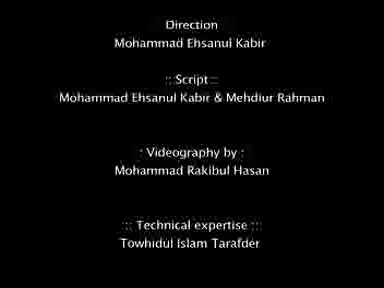 Direction
Mohammad Ehsanul Kabir
:: Script ::
Mohammad Ehsanul Kabir & Mehdiur Rahman
: Videography by :
Mohammad Rakibul Hasan
::: Technical expertise :::
Towhidul Islam Tarafder